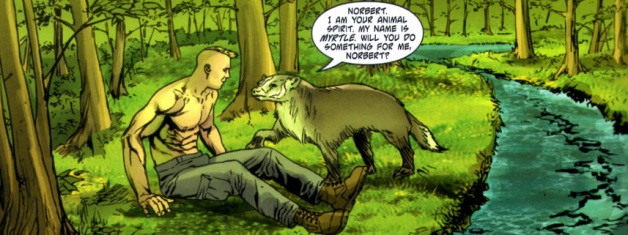 NORBERT.
I AM YOUR ANIMAL
SPIRIT. MY NAME IS
MYRTLE. WILL YOU DO
SOMETHING FOR ME,
NORBERT?